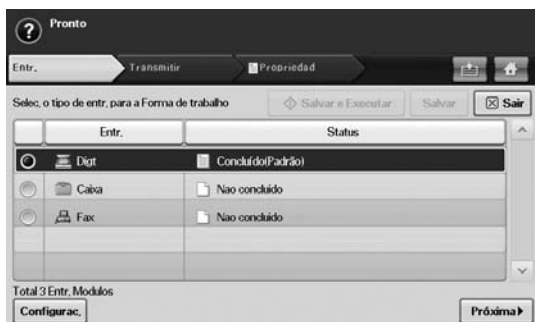 Pronto
Entr. Transmitir Propriedad
Selec. o tipo de entr. para a Forma de trabalho Salvar e Executar Salvar Sair
Entr. Status
Digt Concluído(Padrão)
Caixa Nao concluido
Fax Nao concluido
Total 3 Entr. Modulos
Configurac. Próxima